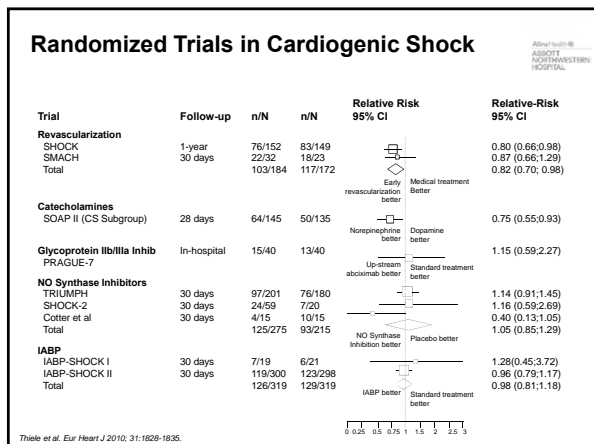 Randomized Trials in Cardiogenic Shock
Allina Health
ABBOTT
NORTHWESTERN
HOSPITAL
Trial Follow-up n/N n/N Relative Risk 95% CI Relative-Risk 95% CI
Revascularization
SHOCK 1-year 76/152 83/149 0.80 (0.66;0.98)
SMACH 30 days 22/32 18/23 0.87 (0.66;1.29)
Total 103/184 117/172 0.82 (0.70; 0.98)
Early revascularization better
Medical treatment Better
Catecholamines
SOAP II (CS Subgroup) 28 days 64/145 50/135 0.75 (0.55;0.93)
Norepinephrine better
Dopamine better
Glycoprotein IIb/IIIa Inhib In-hospital 15/40 13/40 1.15 (0.59;2.27)
PRAGUE-7
Up-stream abciximab better
Standard treatment better
NO Synthase Inhibitors
TRIUMPH 30 days 97/201 76/180 1.14 (0.91;1.45)
SHOCK-2 30 days 24/59 7/20 1.16 (0.59;2.69)
Cotter et al 30 days 4/15 10/15 0.40 (0.13;1.05)
Total 125/275 93/215 1.05 (0.85;1.29)
NO Synthase Inhibition better
Placebo better
IABP
IABP-SHOCK I 30 days 7/19 6/21 1.28(0.45;3.72)
IABP-SHOCK II 30 days 119/300 123/298 0.96 (0.79;1.17)
Total 126/319 129/319 0.98 (0.81;1.18)
IABP better
Standard treatment better
0 0.25 0.5 0.75 1 1.5 2 2.5 3
Thiele et al. Eur Heart J 2010; 31:1828-1835.